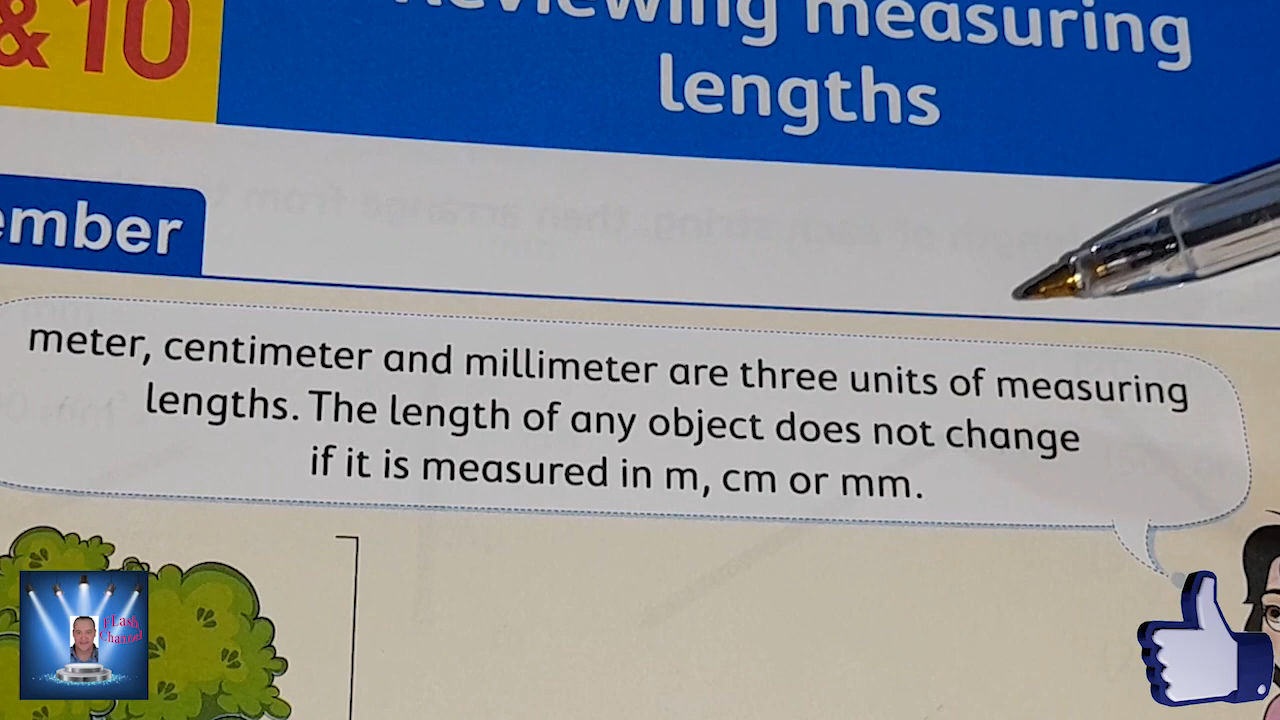 & 10
Reviewing measuring
lengths
meter, centimeter and millimeter are three units of measuring
lengths. The length of any object does not change
if it is measured in m, cm or mm.
fLash
Channel